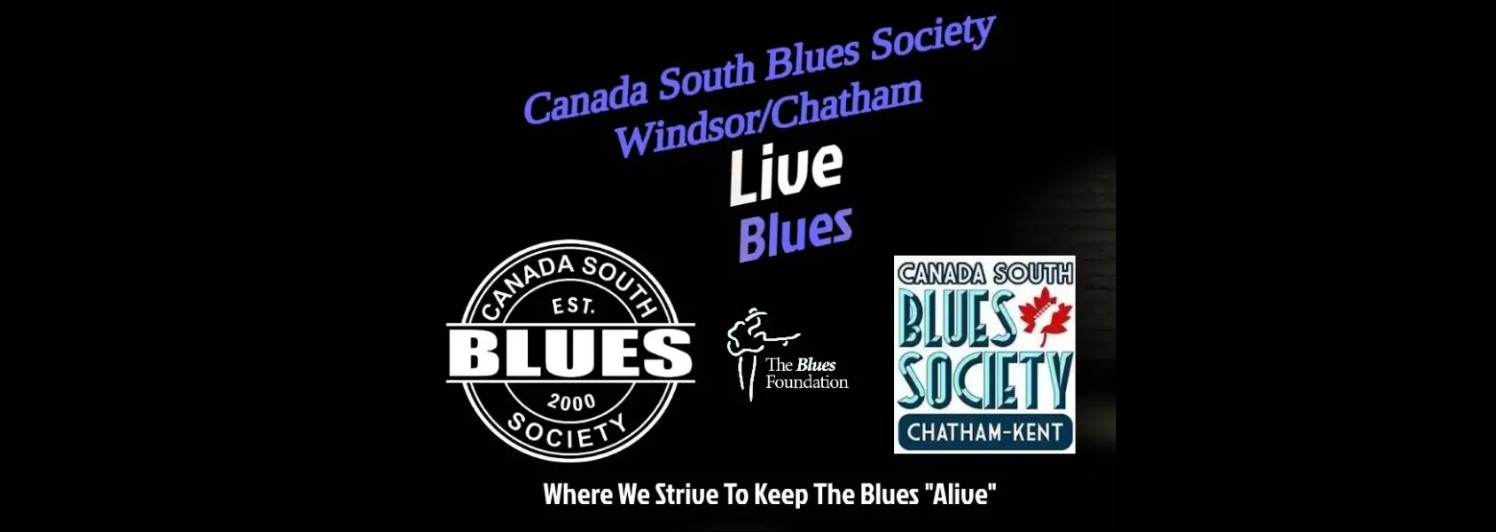 Canada South Blues Society
Windsor/Chatham
Live
Blues
CANADA SOUTH
EST.
BLUES
2000
SOCIETY
The Blues
Foundation
CANADA SOUTH
BLUES
SOCIETY
CHATHAM-KENT
Where We Strive To Keep The Blues "Alive"